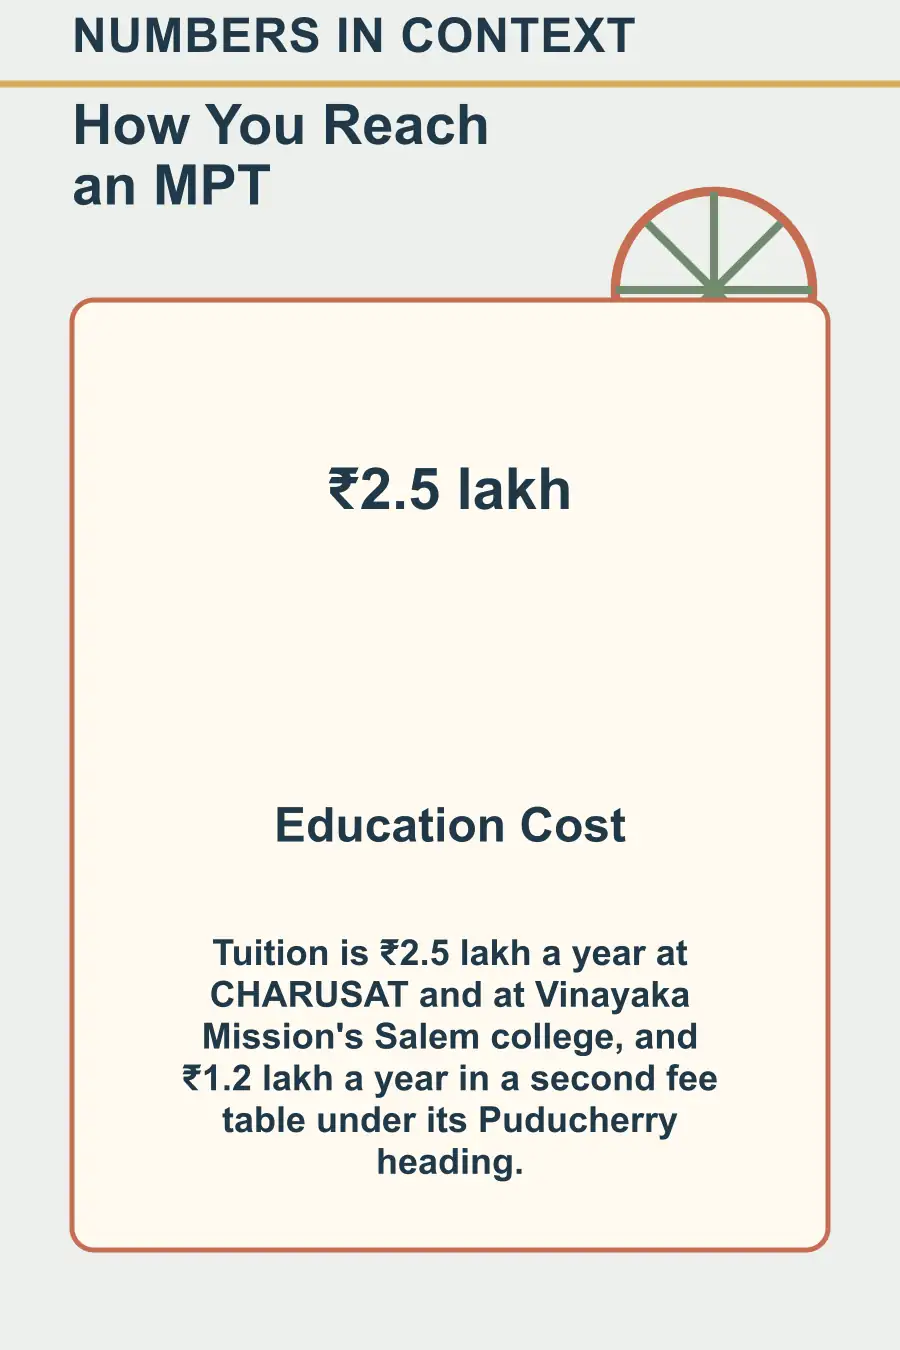 NUMBERS IN CONTEXT
How You Reach
an MPT
₹2.5 lakh
Education Cost
Tuition is ₹2.5 lakh a year at
CHARUSAT and at Vinayaka
Mission's Salem college, and
₹1.2 lakh a year in a second fee
table under its Puducherry
heading.